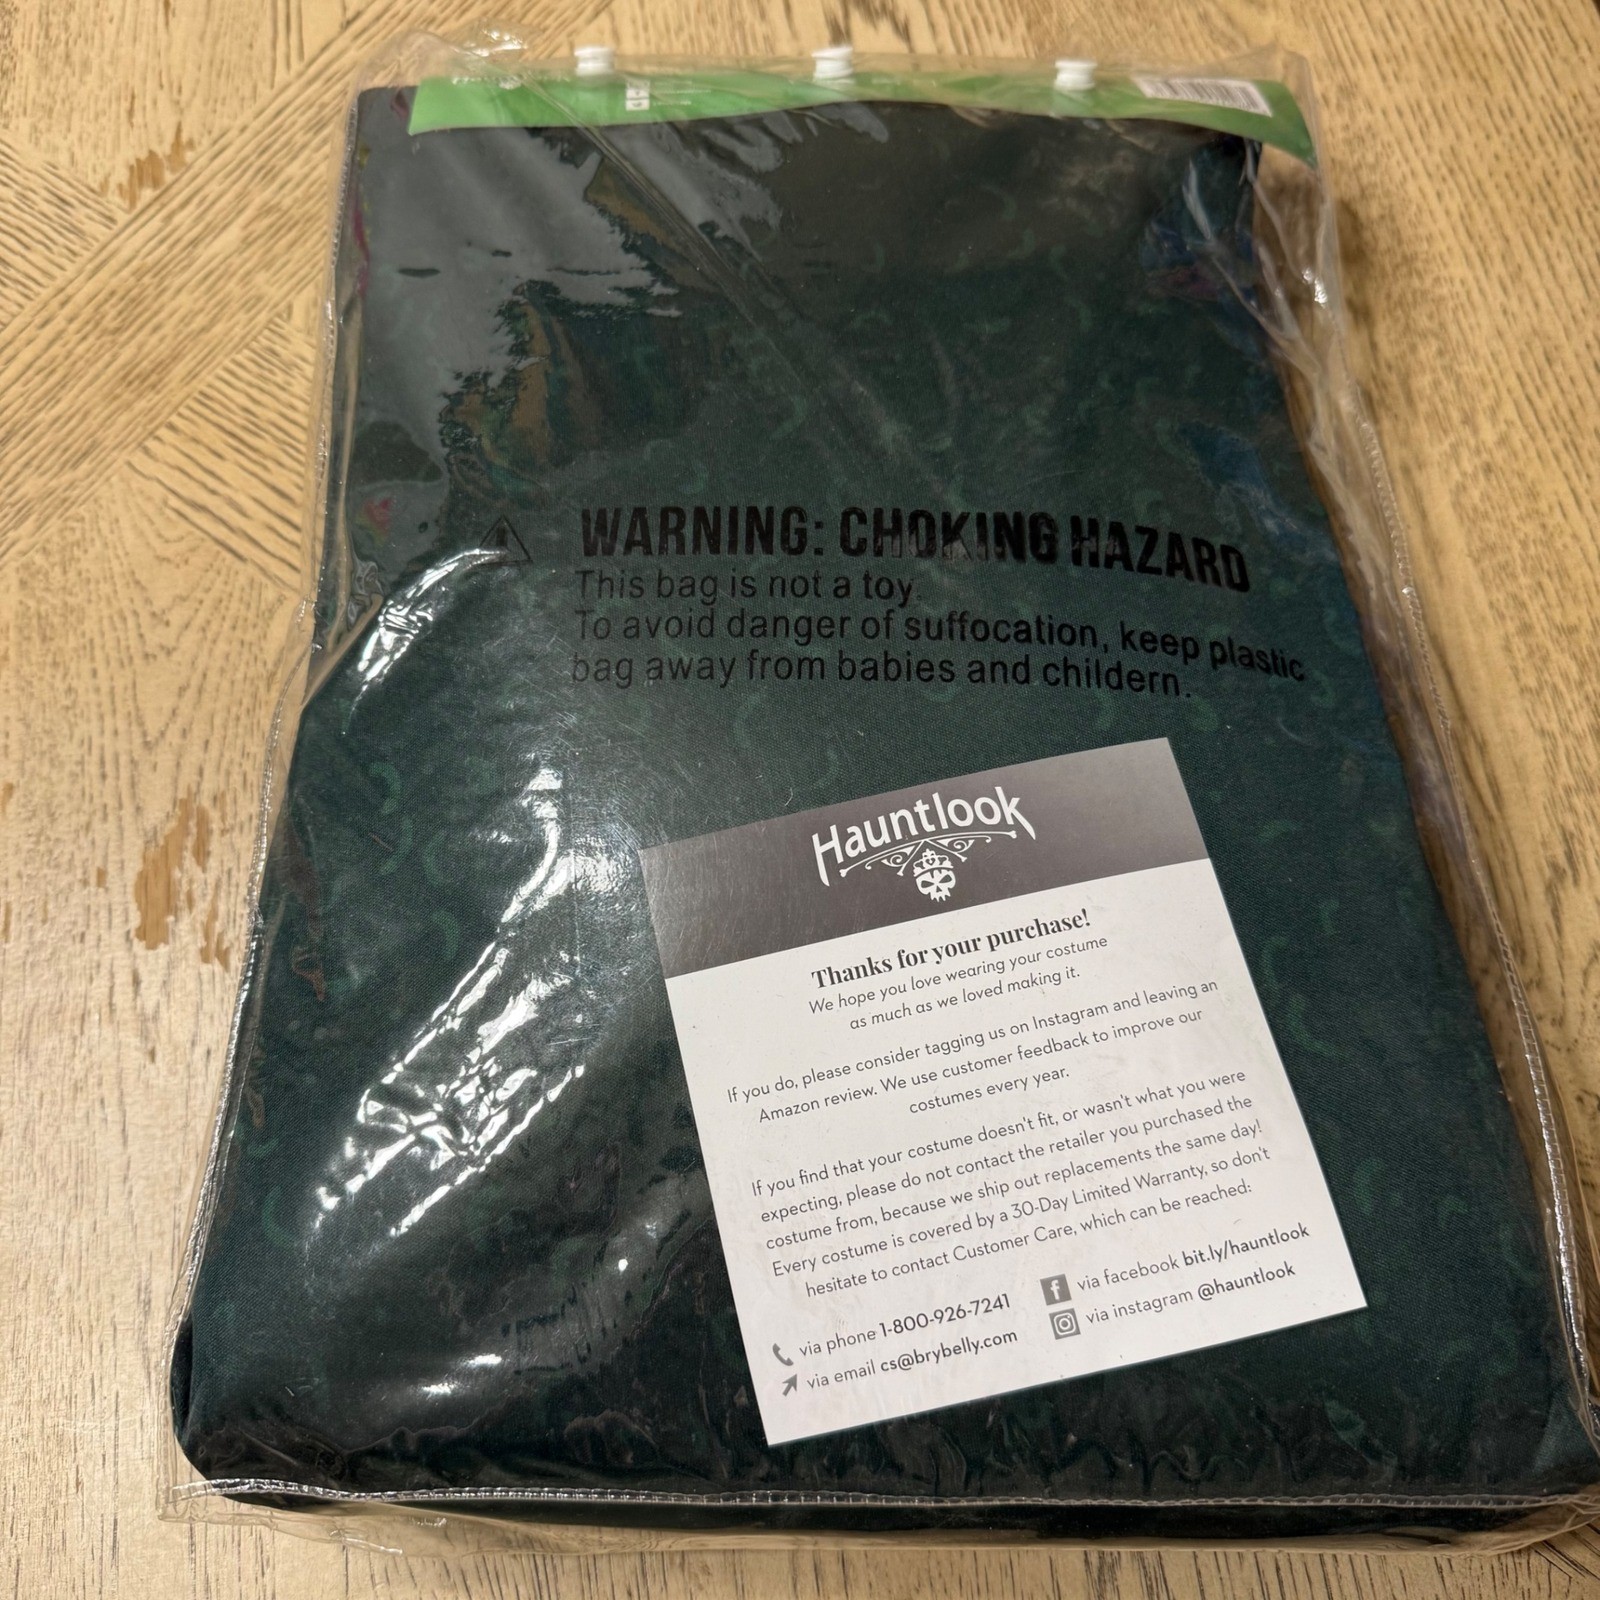 Hauntlook
WARNING: CHOKING HAZARD
This bag is not a toy.
To avoid danger of suffocation, keep plastic
bag away from babies and childern.
Hauntlook
Thanks for your purchase!
We hope you love wearing your costume
as much as we loved making it.
If you do, please consider tagging us on Instagram and leaving an
Amazon review. We use customer feedback to improve our
costumes every year.
If you find that your costume doesn't fit, or wasn't what you were
expecting, please do not contact the retailer you purchased the
costume from, because we ship out replacements the same day!
Every costume is covered by a 30-Day Limited Warranty, so don't
hesitate to contact Customer Care, which can be reached:
via phone 1-800-926-7241
via email cs@brybelly.com
via facebook bit.ly/hauntlook
via instagram @hauntlook